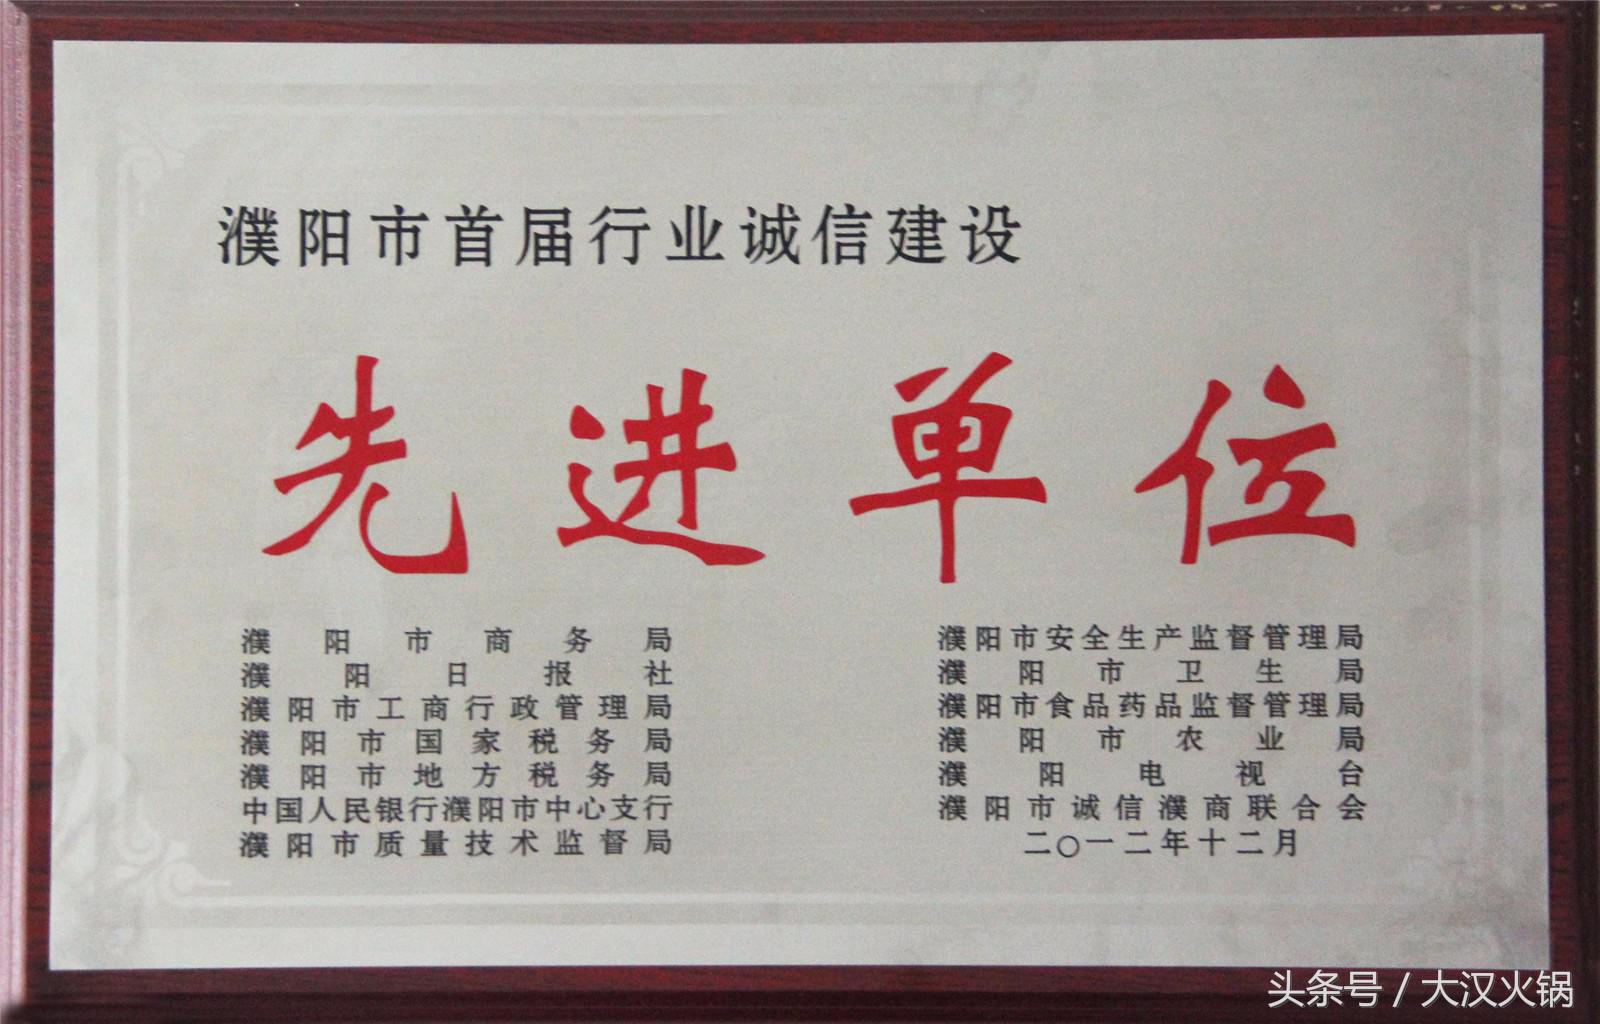 濮阳市首届行业诚信建设
先进单位
濮阳市商务局
濮阳日报社
濮阳市工商行政管理局
濮阳市国家税务局
濮阳市地方税务局
中国人民银行濮阳市中心支行
濮阳市质量技术监督局
濮阳市安全生产监督管理局
濮阳市卫生局
濮阳市食品药品监督管理局
濮阳市农业局
濮阳电视台
濮阳市诚信濮商联合会
二〇一二年十二月
头条号 / 大汉火锅